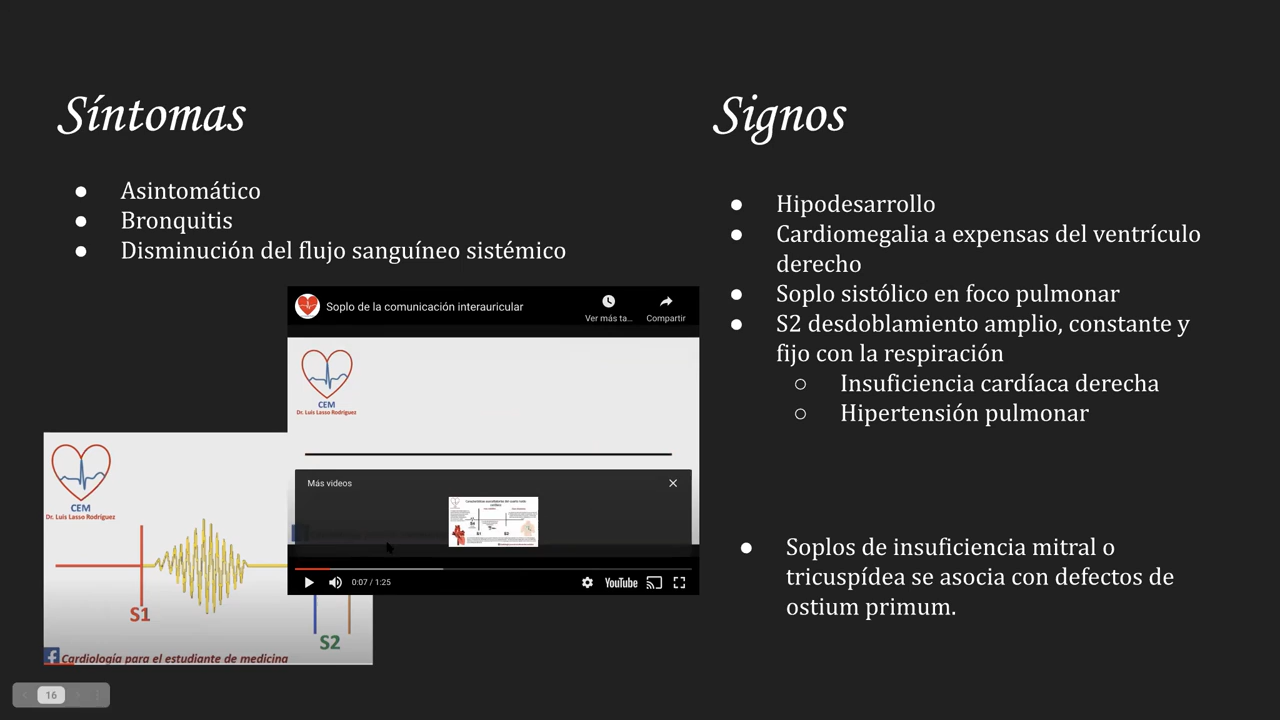 Síntomas
● Asintomático
● Bronquitis
● Disminución del flujo sanguíneo sistémico
Soplo de la comunicación interauricular
Ver más ta...
Compartir
CEM
Dr. Luis Lasso Rodríguez
Más videos
0:07 / 1:25
YouTube
CEM
Dr. Luis Lasso Rodríguez
S1
S2
Cardiología para el estudiante de medicina
Signos
● Hipodesarrollo
● Cardiomegalia a expensas del ventrículo
derecho
● Soplo sistólico en foco pulmonar
● S2 desdoblamiento amplio, constante y
fijo con la respiración
○ Insuficiencia cardíaca derecha
○ Hipertensión pulmonar
● Soplos de insuficiencia mitral o
tricuspídea se asocia con defectos de
ostium primum.
16